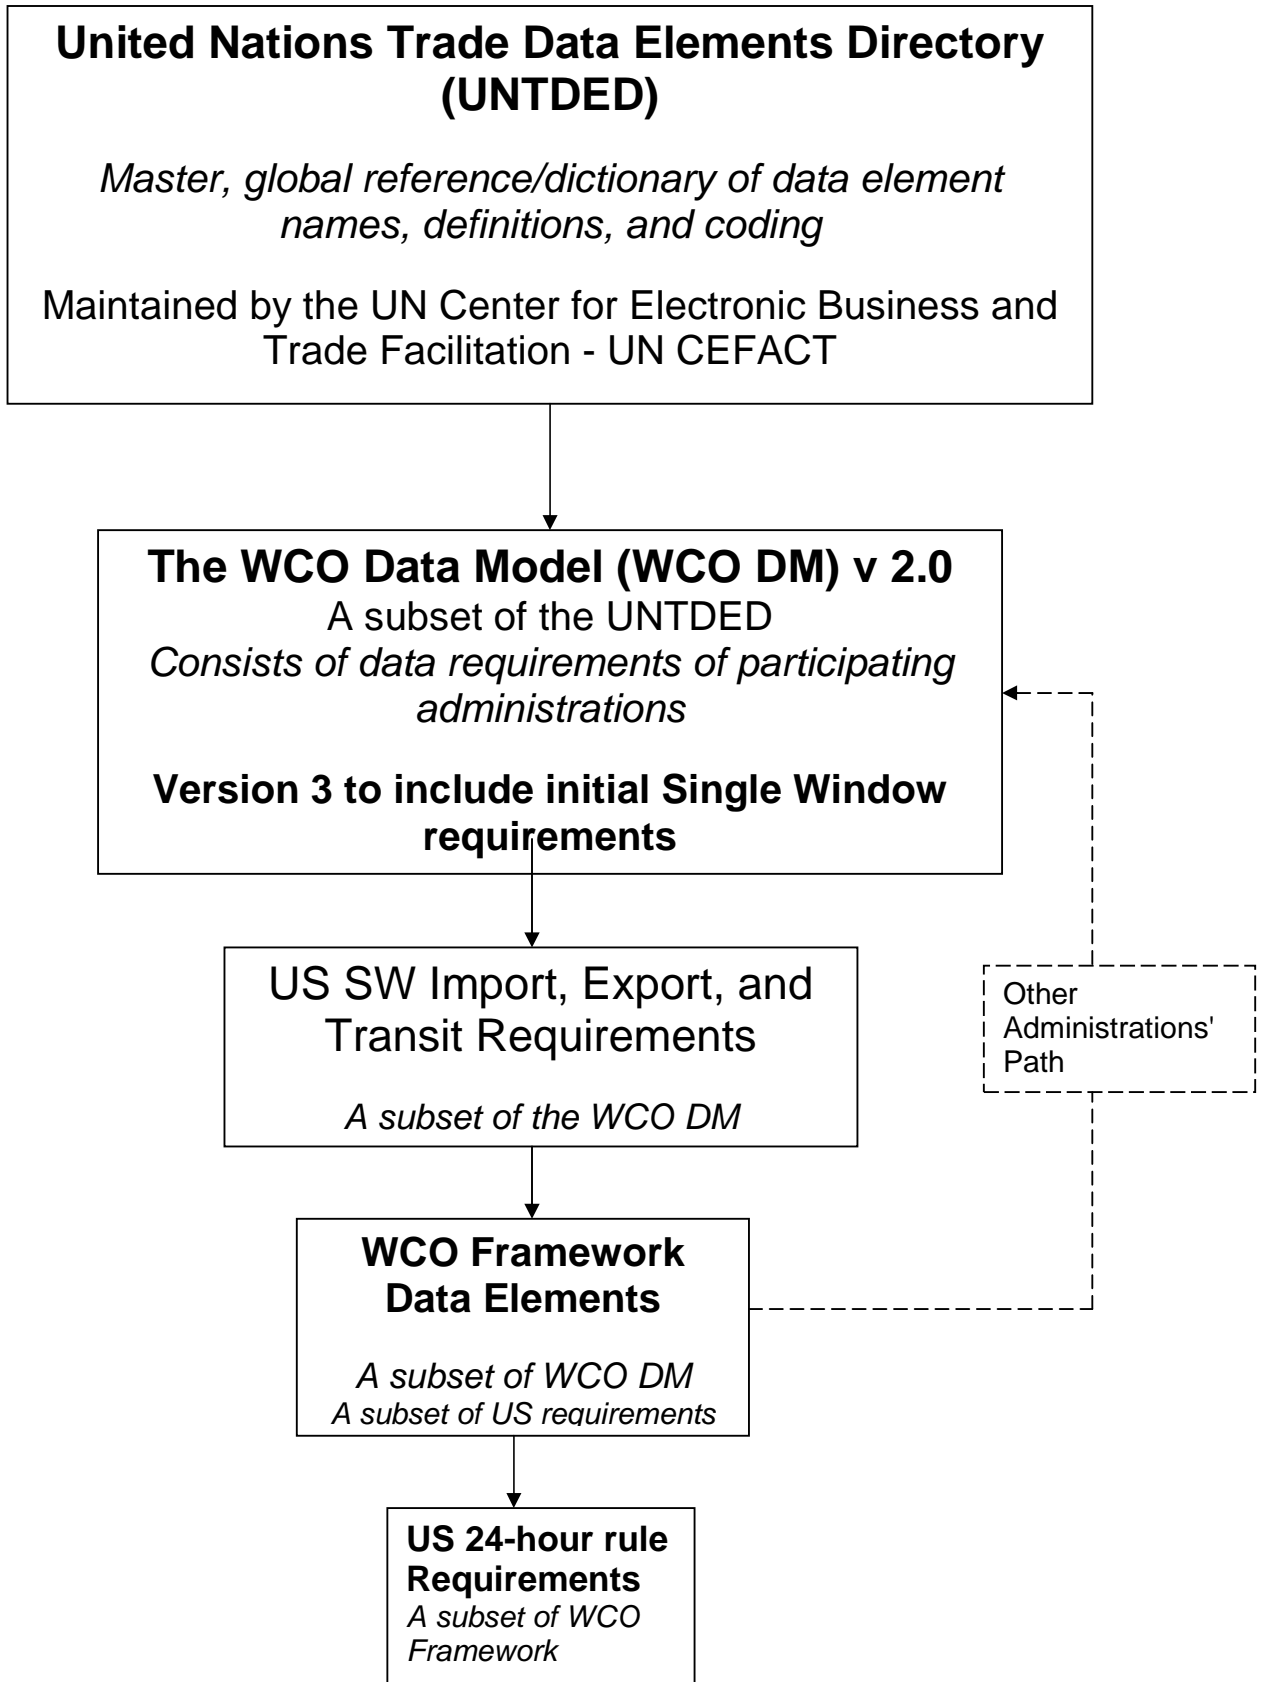 United Nations Trade Data Elements Directory
(UNTDED)
Master, global reference/dictionary of data element
names, definitions, and coding
Maintained by the UN Center for Electronic Business and
Trade Facilitation - UN CEFACT
The WCO Data Model (WCO DM) v 2.0
A subset of the UNTDED
Consists of data requirements of participating
administrations
Version 3 to include initial Single Window
requirements
US SW Import, Export, and
Transit Requirements
A subset of the WCO DM
Other
Administrations'
Path
WCO Framework
Data Elements
A subset of WCO DM
A subset of US requirements
US 24-hour rule
Requirements
A subset of WCO
Framework